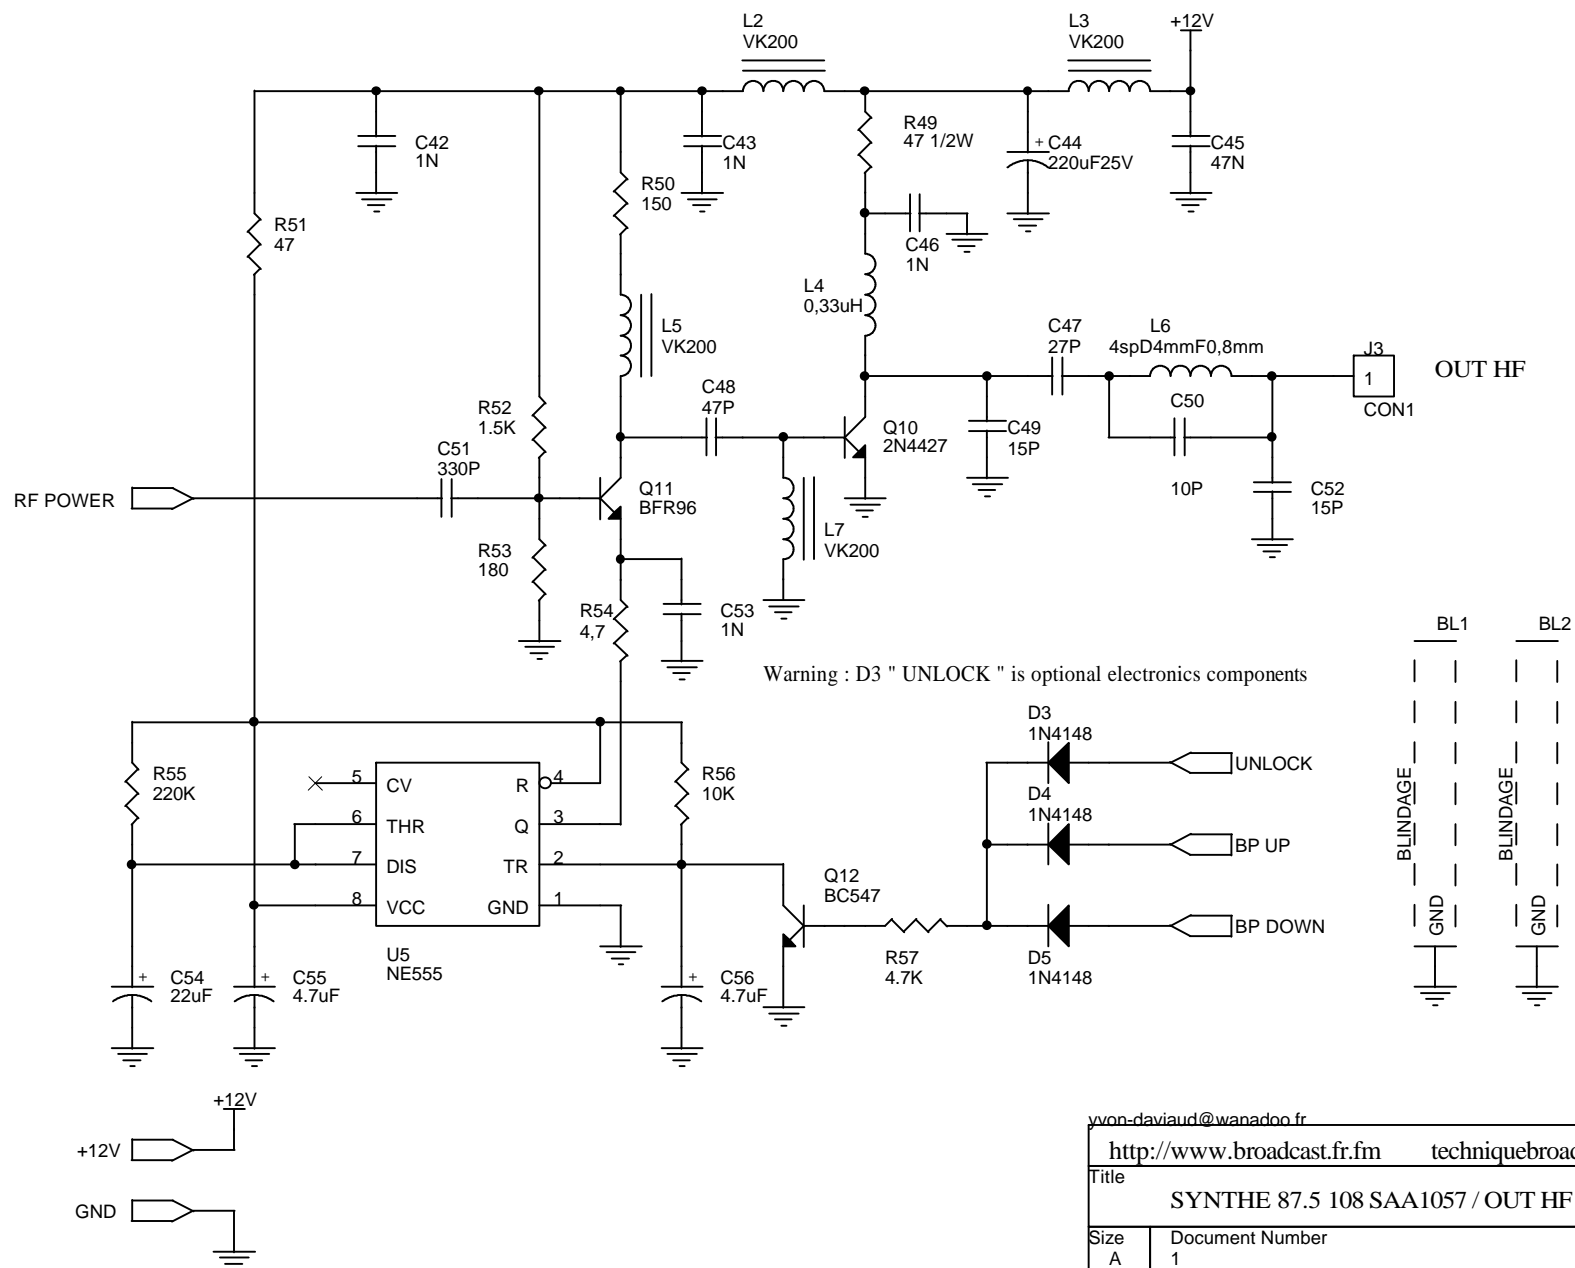 L2
VK200
L3
VK200
+12V
C42
1N
C43
1N
R49
47 1/2W
+
C44
220uF25V
C45
47N
R50
150
R51
47
C46
1N
L4
0,33uH
L5
VK200
C47
27P
L6
4spD4mmF0,8mm
J3
1
CON1
OUT HF
C48
47P
R52
1.5K
C50
10P
Q10
2N4427
C49
15P
C51
330P
RF POWER
Q11
BFR96
C52
15P
L7
VK200
R53
180
R54
4,7
C53
1N
BL1
BL2
Warning : D3 " UNLOCK " is optional electronics components
D3
1N4148
UNLOCK
R55
220K
5
CV
R
4
R56
10K
D4
1N4148
BLINDAGE
BLINDAGE
6
THR
Q
3
BP UP
7
DIS
TR
2
Q12
BC547
8
VCC
GND
1
BP DOWN
GND
GND
U5
NE555
R57
4.7K
D5
1N4148
+
C54
22uF
+
C55
4.7uF
C56
4.7uF
+
+12V
+12V
GND
yvon-daviaud@wanadoo.fr
http://www.broadcast.fr.fm techniquebroad
Title
SYNTHE 87.5 108 SAA1057 / OUT HF
Size
A
Document Number
1